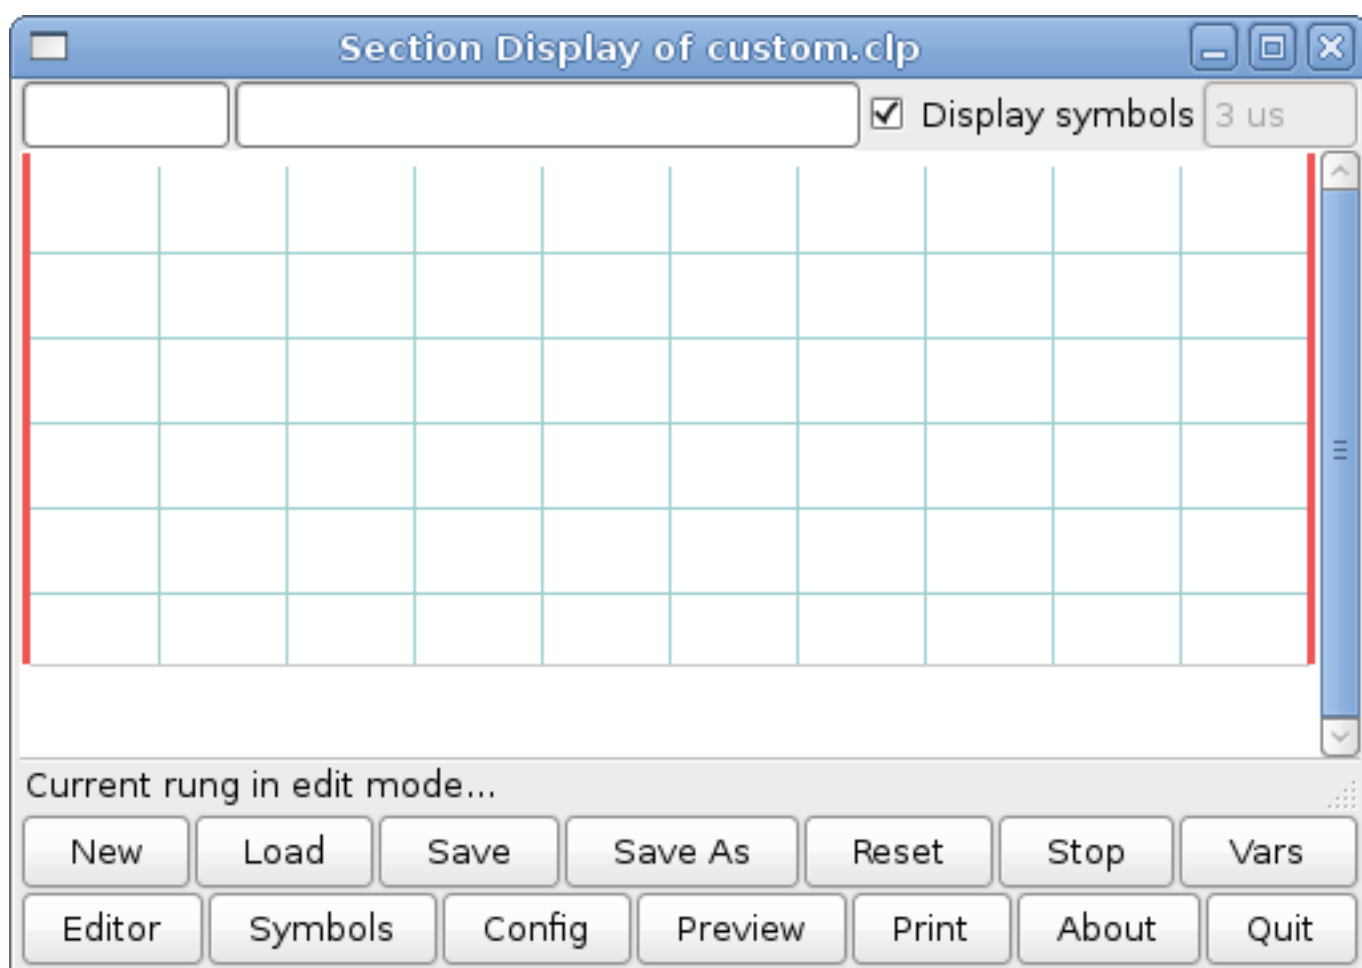 Section Display of custom.clp
Display symbols 3 us
Current rung in edit mode...
New Load Save Save As Reset Stop Vars
Editor Symbols Config Preview Print About Quit